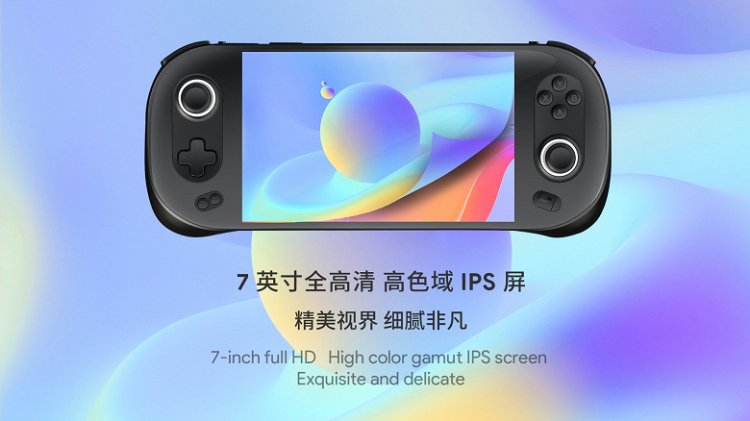 Y
X B
A
7 英寸全高清 高色域 IPS 屏
精美视界 细腻非凡
7-inch full HD High color gamut IPS screen
Exquisite and delicate